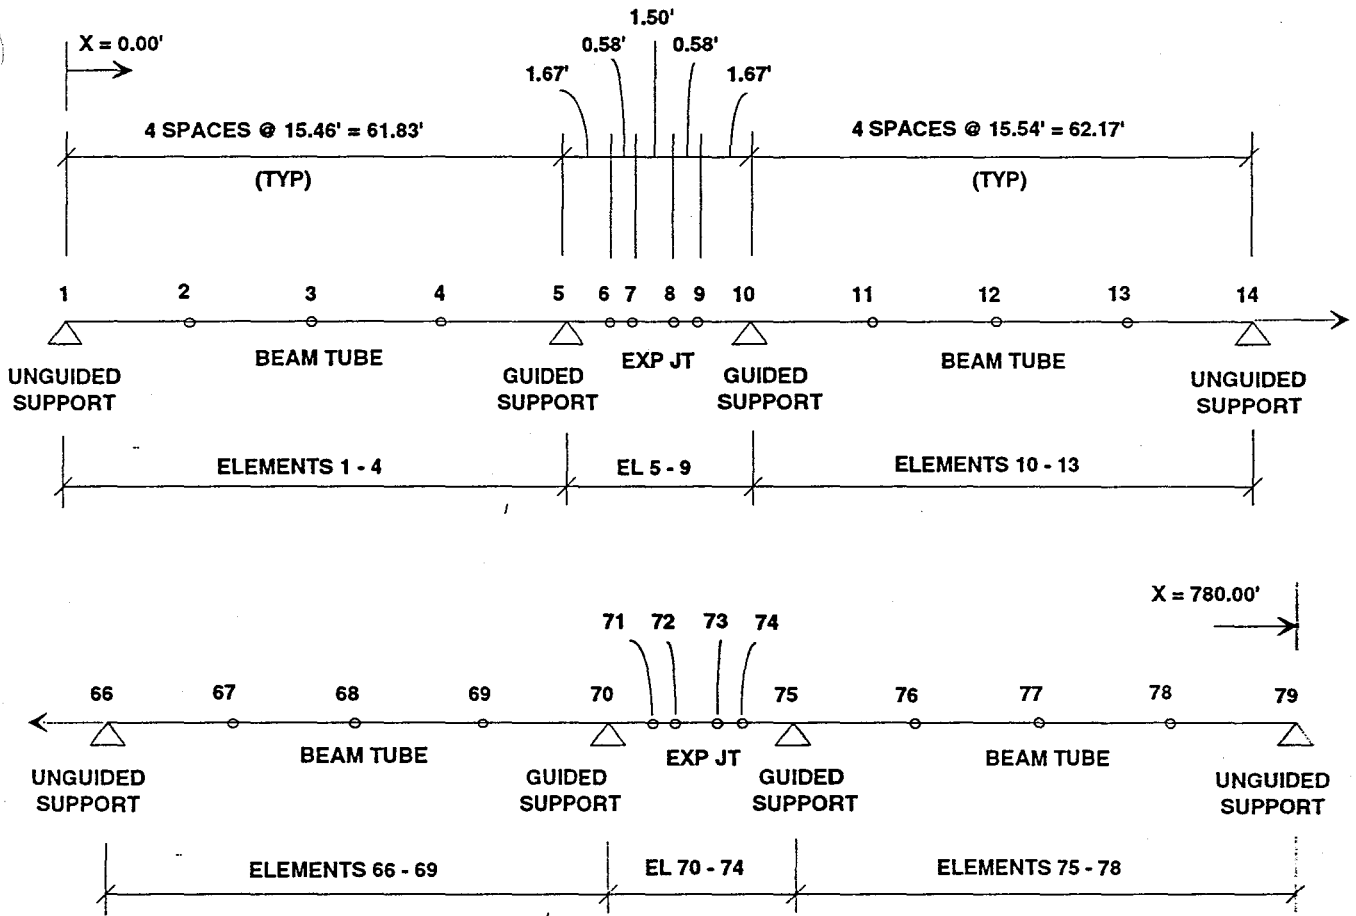 1.50'
X = 0.00'
0.58'
0.58'
1.67'
1.67'
4 SPACES @ 15.46' = 61.83'
4 SPACES @ 15.54' = 62.17'
(TYP)
(TYP)
1 2 3 4 5 6 7 8 9 10 11 12 13 14
BEAM TUBE
EXP JT
BEAM TUBE
UNGUIDED
SUPPORT
GUIDED
SUPPORT
GUIDED
SUPPORT
UNGUIDED
SUPPORT
ELEMENTS 1 - 4
EL 5 - 9
ELEMENTS 10 - 13
X = 780.00'
71 72 73 74
66 67 68 69 70 75 76 77 78 79
BEAM TUBE
EXP JT
BEAM TUBE
UNGUIDED
SUPPORT
GUIDED
SUPPORT
GUIDED
SUPPORT
UNGUIDED
SUPPORT
ELEMENTS 66 - 69
EL 70 - 74
ELEMENTS 75 - 78